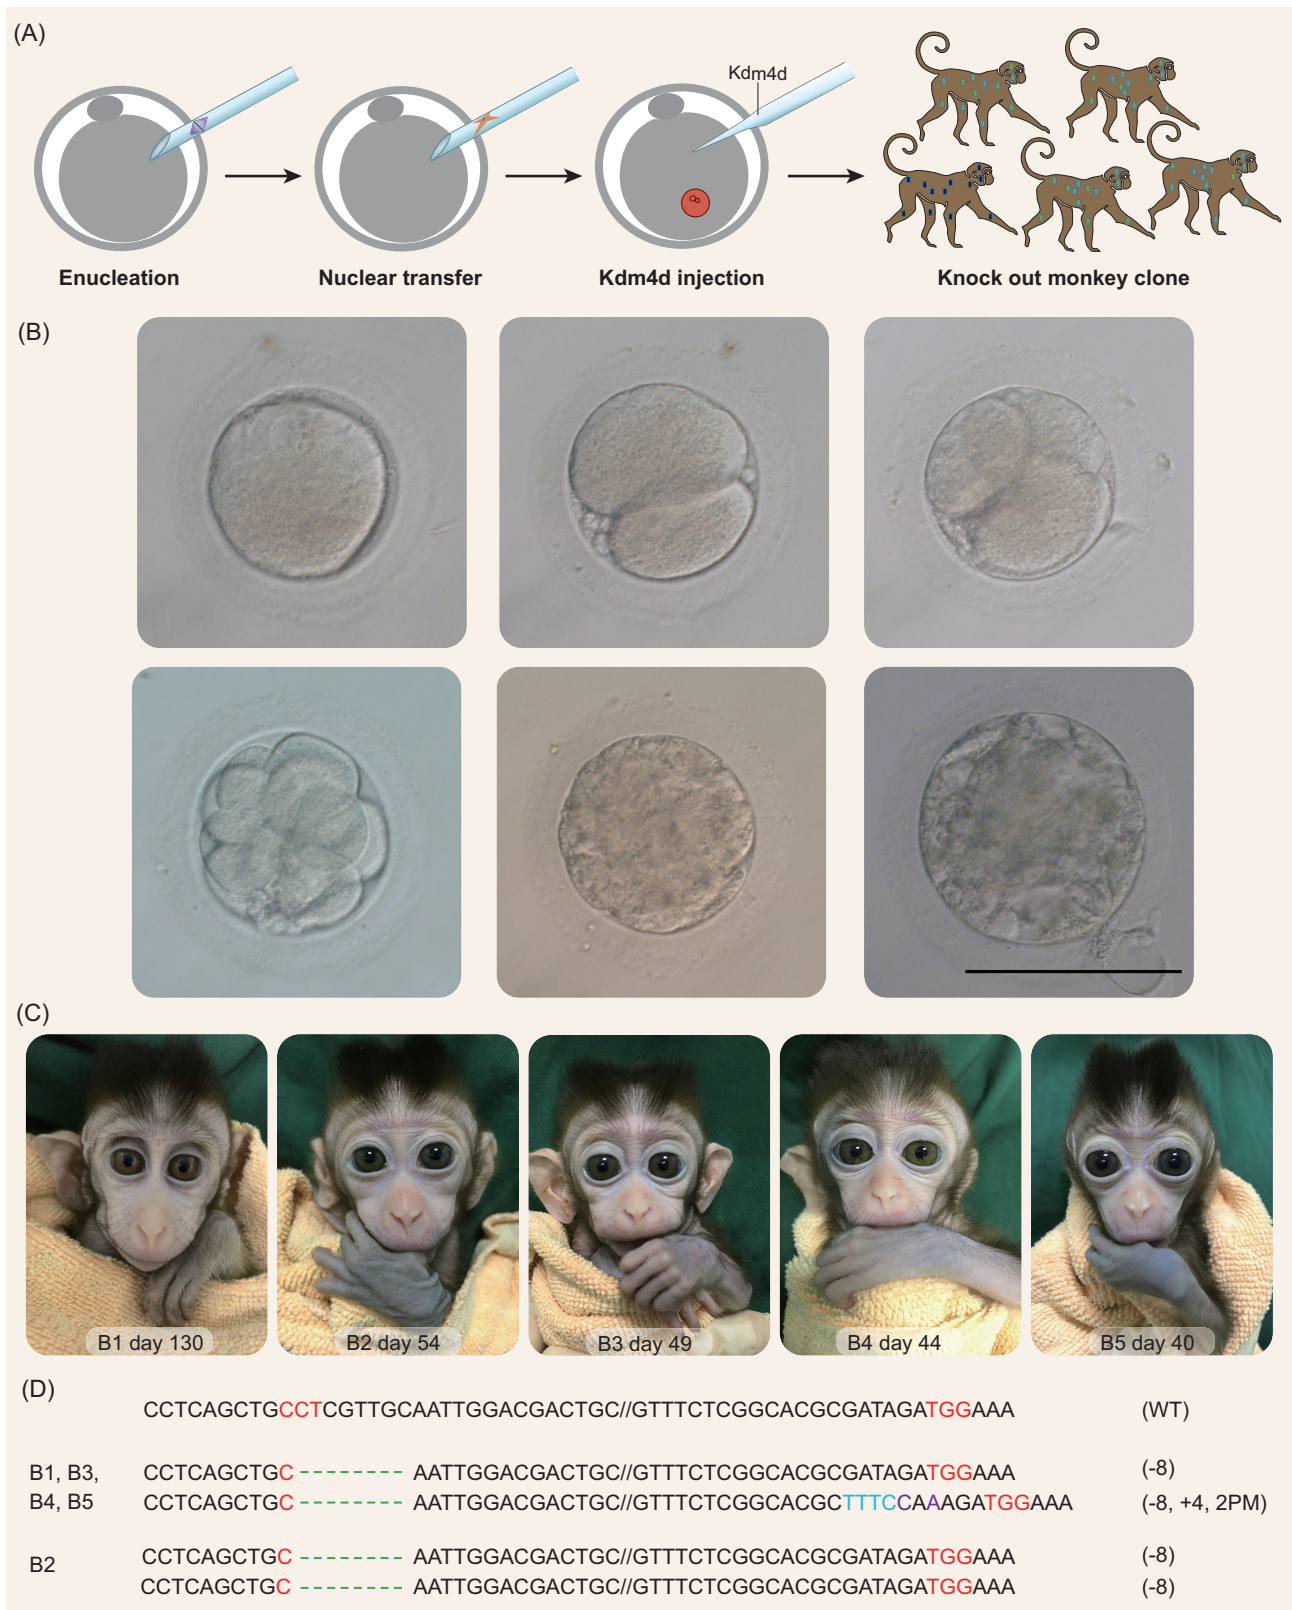 (A)
Kdm4d
Enucleation
Nuclear transfer
Kdm4d injection
Knock out monkey clone
(B)
(C)
B1 day 130
B2 day 54
B3 day 49
B4 day 44
B5 day 40
(D)
CCTCAGCTGCCTCGTTGCAATTGGACGACTGC//GTTTCTCGGCACGCGATAGATGGAAA (WT)
B1, B3, CCTCAGCTGC -------- AATTGGACGACTGC//GTTTCTCGGCACGCGATAGATGGAAA (-8)
B4, B5 CCTCAGCTGC -------- AATTGGACGACTGC//GTTTCTCGGCACGCTTTCCAAAGATGGAAA (-8, +4, 2PM)
B2
CCTCAGCTGC -------- AATTGGACGACTGC//GTTTCTCGGCACGCGATAGATGGAAA (-8)
CCTCAGCTGC -------- AATTGGACGACTGC//GTTTCTCGGCACGCGATAGATGGAAA (-8)